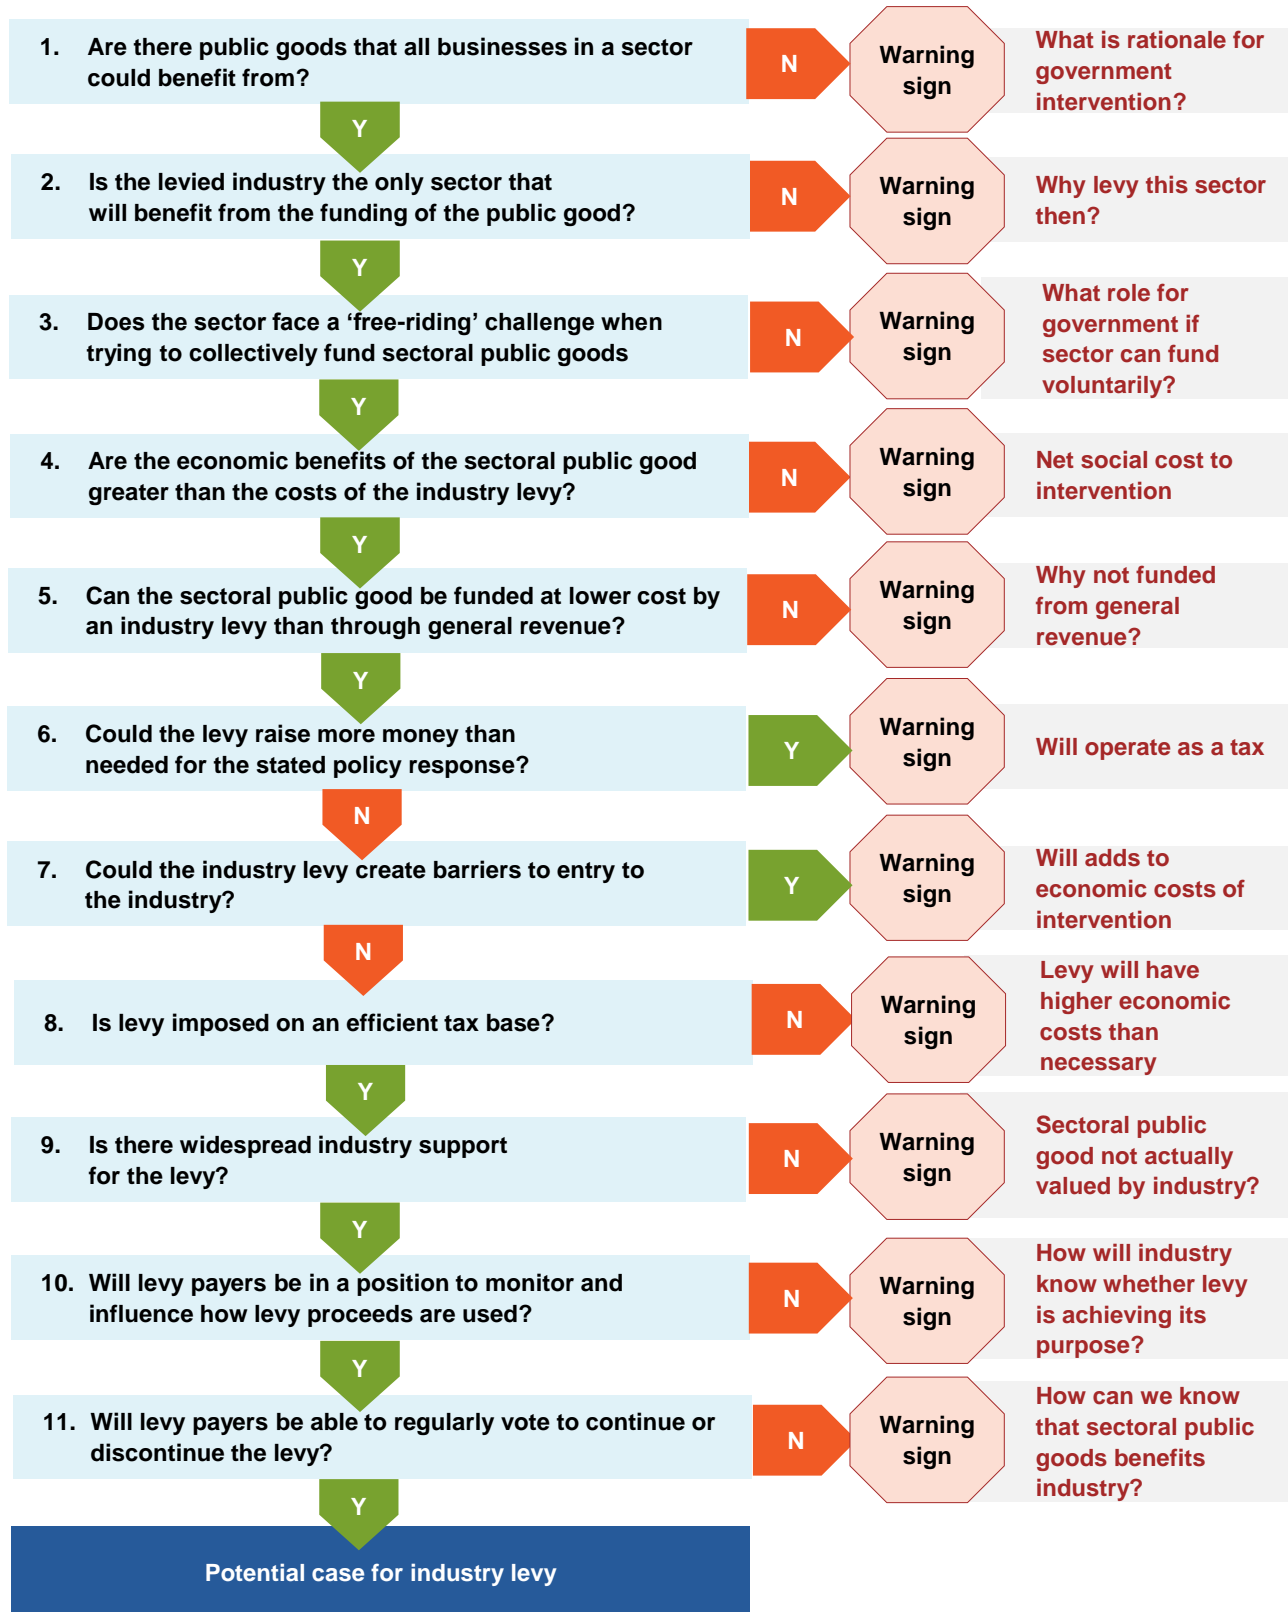 1. Are there public goods that all businesses in a sector
could benefit from?
N
Warning
sign
What is rationale for
government
intervention?
Y
2. Is the levied industry the only sector that
will benefit from the funding of the public good?
N
Warning
sign
Why levy this sector
then?
Y
3. Does the sector face a ‘free-riding’ challenge when
trying to collectively fund sectoral public goods
N
Warning
sign
What role for
government if
sector can fund
voluntarily?
Y
4. Are the economic benefits of the sectoral public good
greater than the costs of the industry levy?
N
Warning
sign
Net social cost to
intervention
Y
5. Can the sectoral public good be funded at lower cost by
an industry levy than through general revenue?
N
Warning
sign
Why not funded
from general
revenue?
Y
6. Could the levy raise more money than
needed for the stated policy response?
Y
Warning
sign
Will operate as a tax
N
7. Could the industry levy create barriers to entry to
the industry?
Y
Warning
sign
Will adds to
economic costs of
intervention
N
8. Is levy imposed on an efficient tax base?
N
Warning
sign
Levy will have
higher economic
costs than
necessary
Y
9. Is there widespread industry support
for the levy?
N
Warning
sign
Sectoral public
good not actually
valued by industry?
Y
10. Will levy payers be in a position to monitor and
influence how levy proceeds are used?
N
Warning
sign
How will industry
know whether levy
is achieving its
purpose?
Y
11. Will levy payers be able to regularly vote to continue or
discontinue the levy?
N
Warning
sign
How can we know
that sectoral public
goods benefits
industry?
Y
Potential case for industry levy